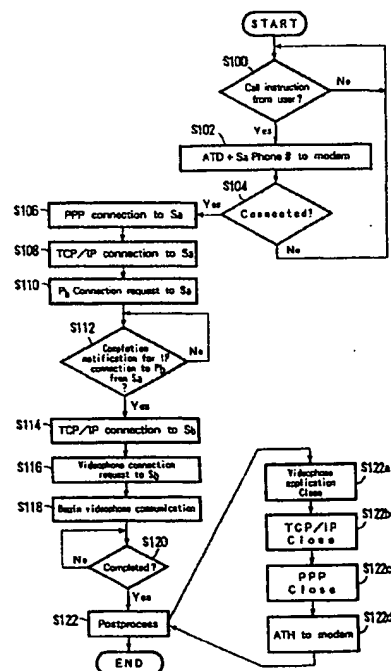 START
S100
Call instruction
from user?
No
Yes
S102
ATD + Sa Phone # to modem
S104
Connected?
Yes
No
S106
PPP connection to Sa
S108
TCP/IP connection to Sa
S110
Pb Connection request to Sa
S112
Completion
notification for IP
connection to Pb
from Sa
?
No
Yes
S114
TCP/IP connection to Sb
S116
Videophone connection
request to Sb
S118
Begin videophone communication
S120
Completed?
No
Yes
S122
Postprocess
END
S122a
Videophone
application
Close
S122b
TCP/IP
Close
S122c
PPP
Close
S122d
ATH to modem